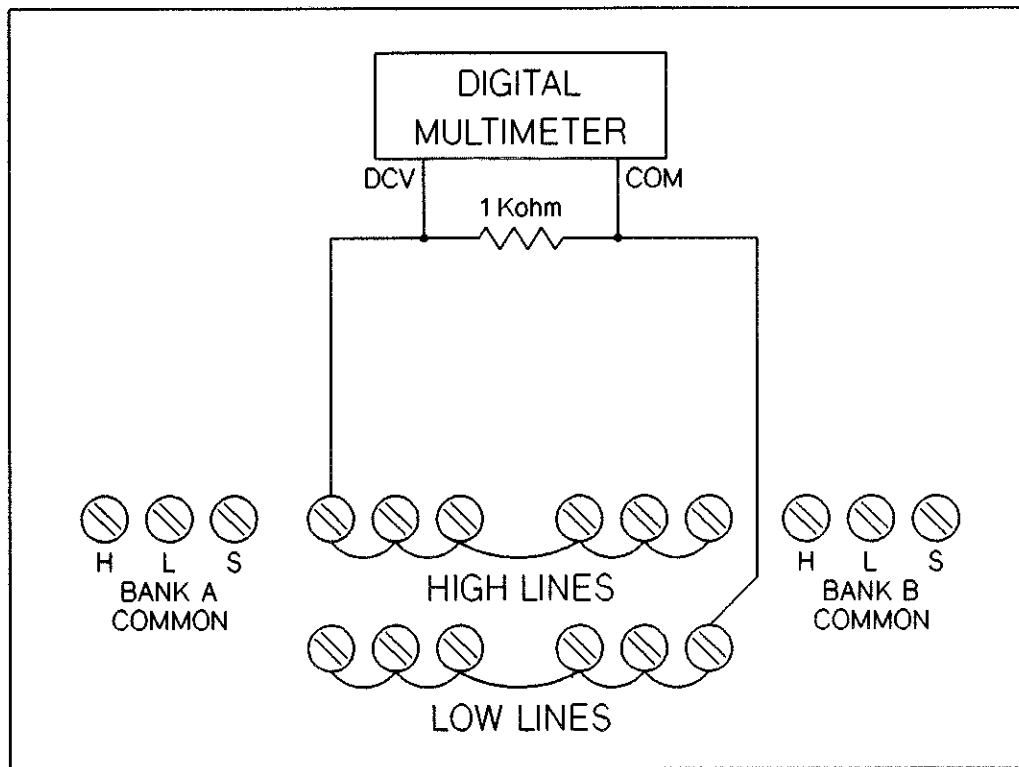 DIGITAL
MULTIMETER
DCV
COM
1 Kohm
H L S
BANK A
COMMON
HIGH LINES
H L S
BANK B
COMMON
LOW LINES